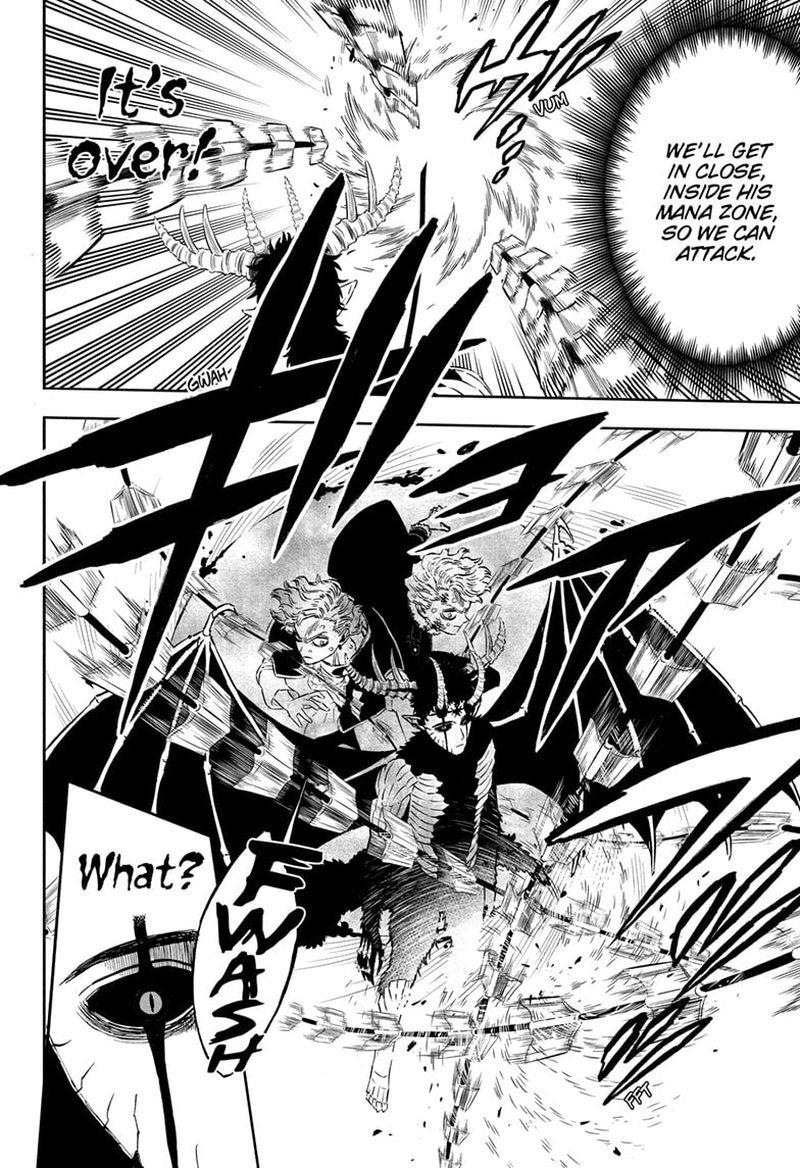 WE'LL GET
IN CLOSE,
INSIDE HIS
MANA ZONE,
SO WE CAN
ATTACK.
VUM
It's
over!
GWAH-
FWASH
What?
FFT